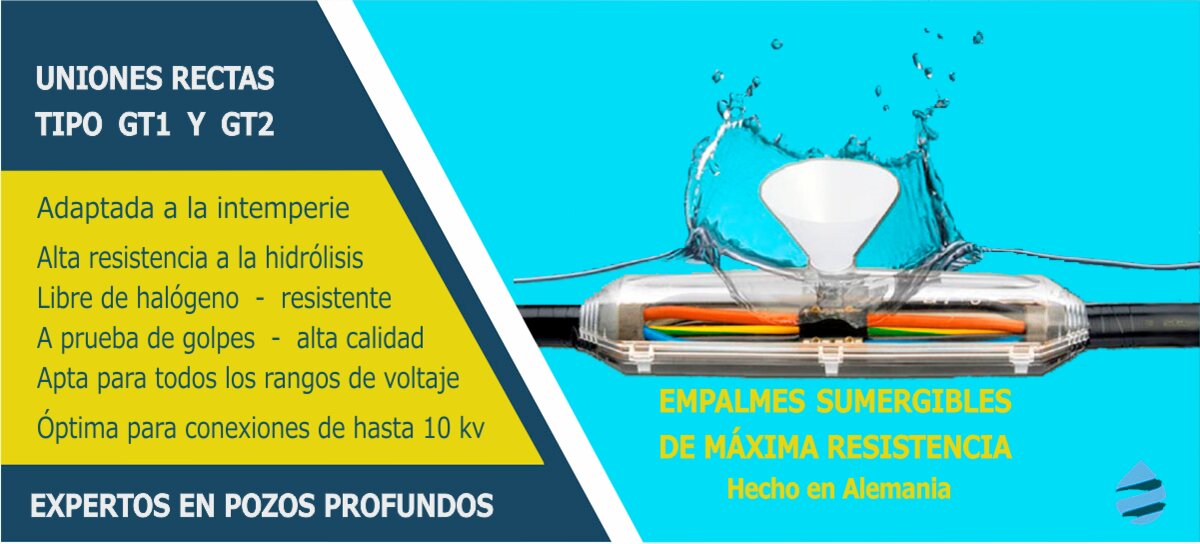 UNIONES RECTAS
TIPO GT1 Y GT2
Adaptada a la intemperie
Alta resistencia a la hidrólisis
Libre de halógeno - resistente
A prueba de golpes - alta calidad
Apta para todos los rangos de voltaje
Óptima para conexiones de hasta 10 kv
EXPERTOS EN POZOS PROFUNDOS
EMPALMES SUMERGIBLES
DE MÁXIMA RESISTENCIA
Hecho en Alemania